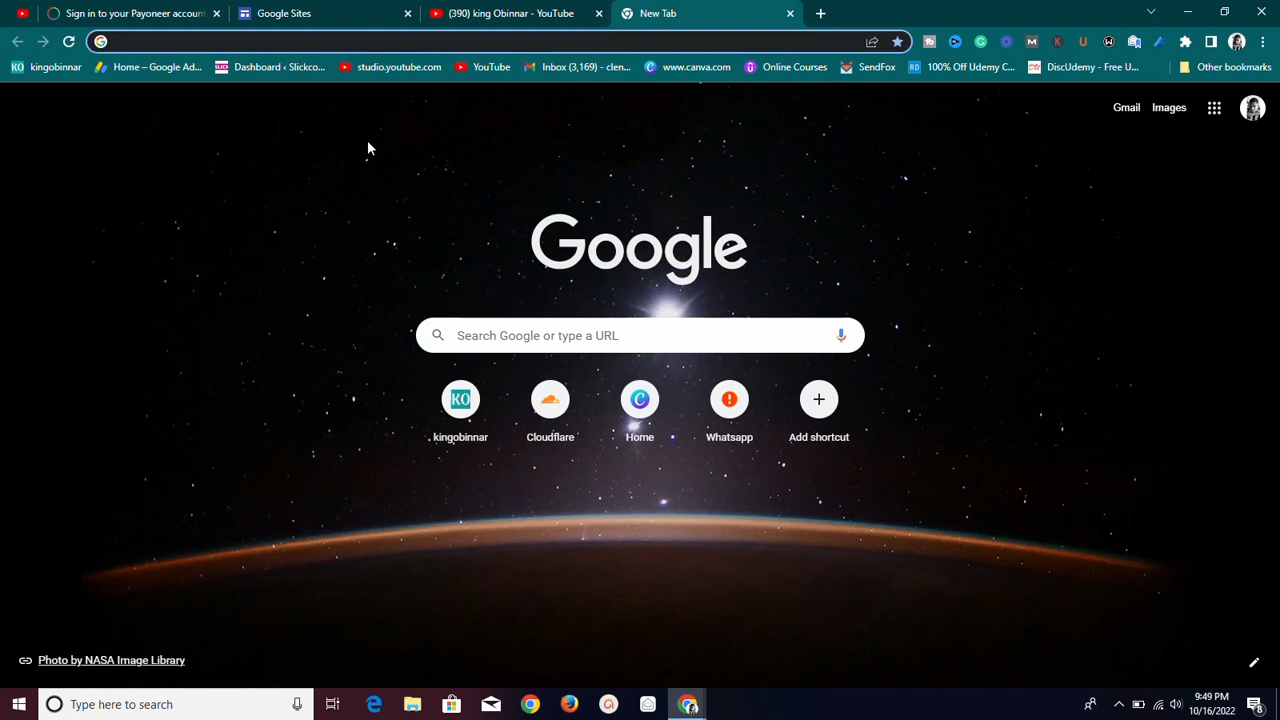 Sign in to your Payoneer accoun
Google Sites
(390) king Obinnar - YouTube
New Tab
kingobinnar
Home – Google Ad...
Dashboard ‹ Slickco...
studio.youtube.com
YouTube
Inbox (3,169) - clen...
www.canva.com
Online Courses
SendFox
100% Off Udemy C...
DiscUdemy - Free U...
Other bookmarks
Gmail
Images
Google
Search Google or type a URL
KO
kingobinnar
Cloudflare
Home
Whatsapp
Add shortcut
Photo by NASA Image Library
Type here to search
9:49 PM
10/16/2022
8